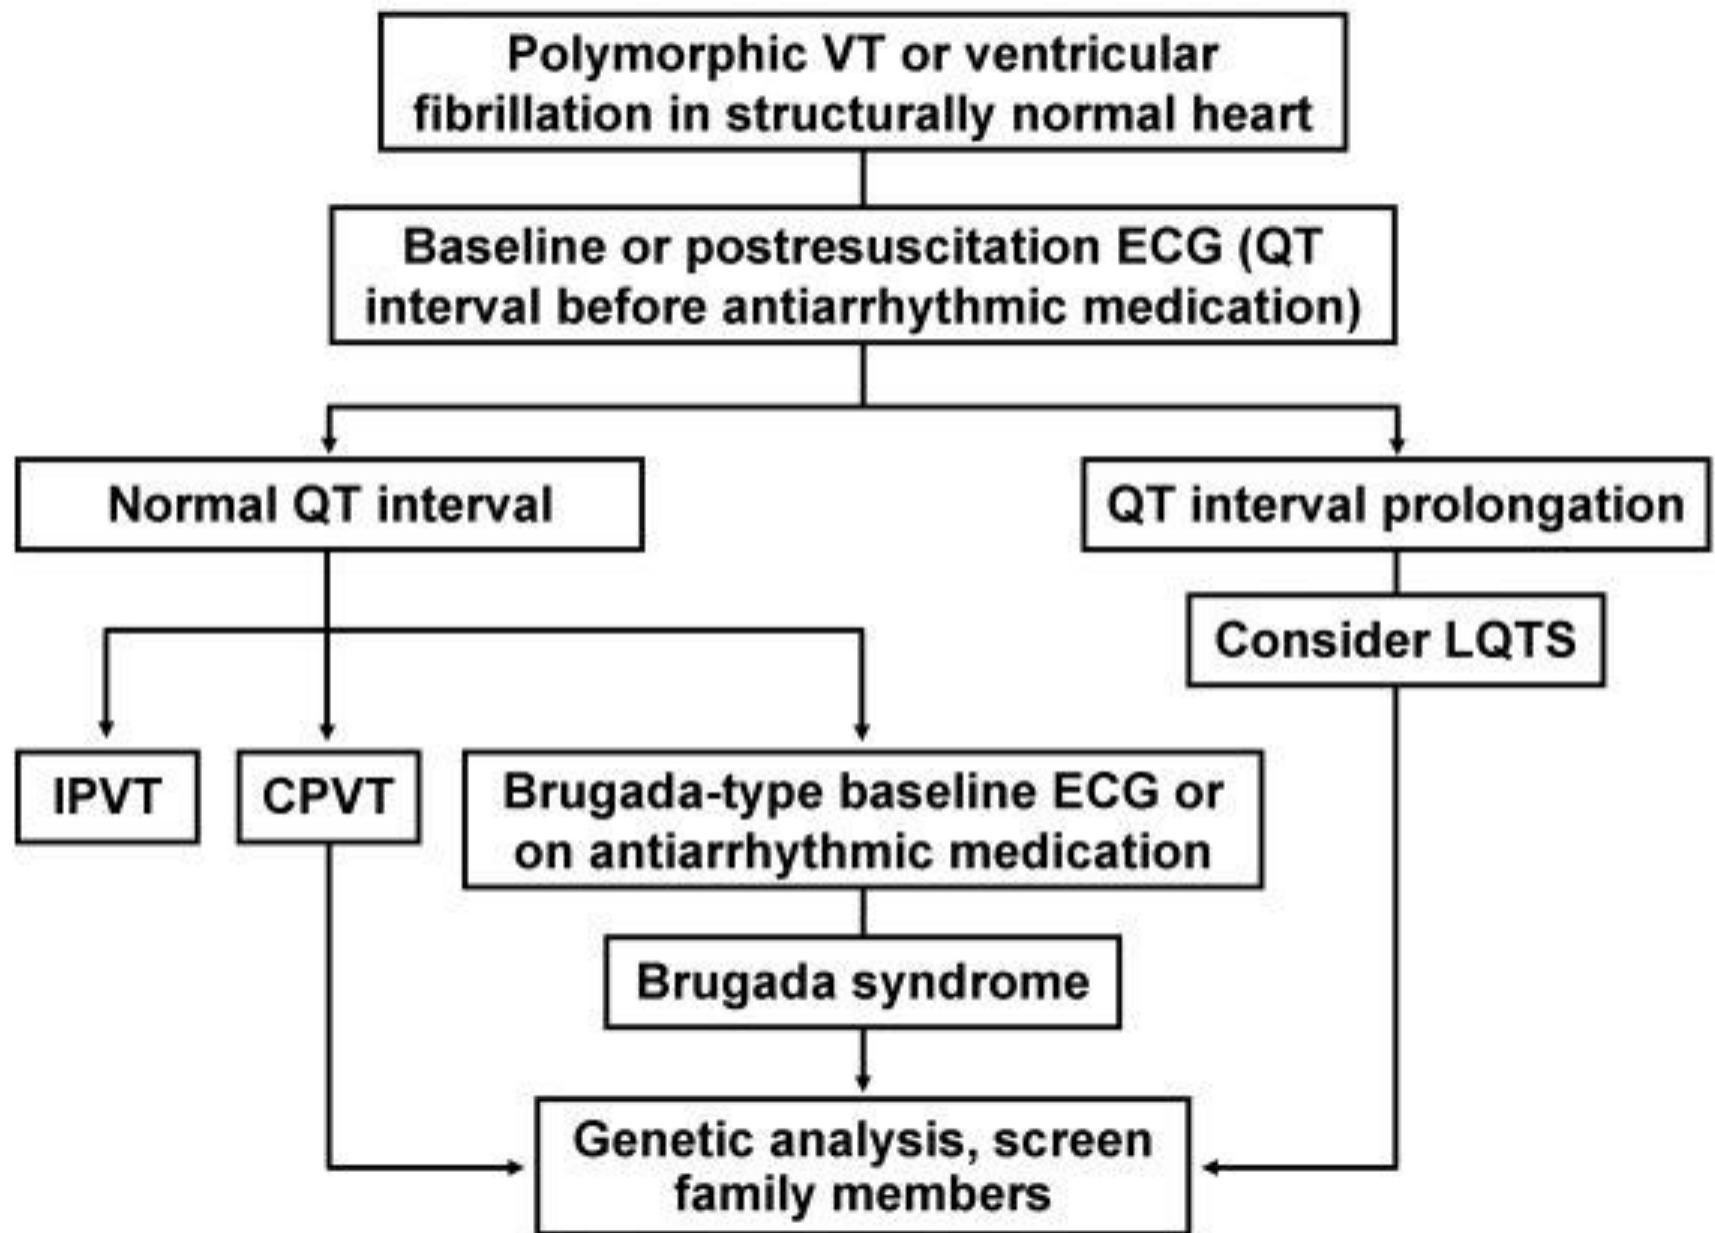 Polymorphic VT or ventricular
fibrillation in structurally normal heart
Baseline or postresuscitation ECG (QT
interval before antiarrhythmic medication)
Normal QT interval
QT interval prolongation
Consider LQTS
IPVT
CPVT
Brugada-type baseline ECG or
on antiarrhythmic medication
Brugada syndrome
Genetic analysis, screen
family members